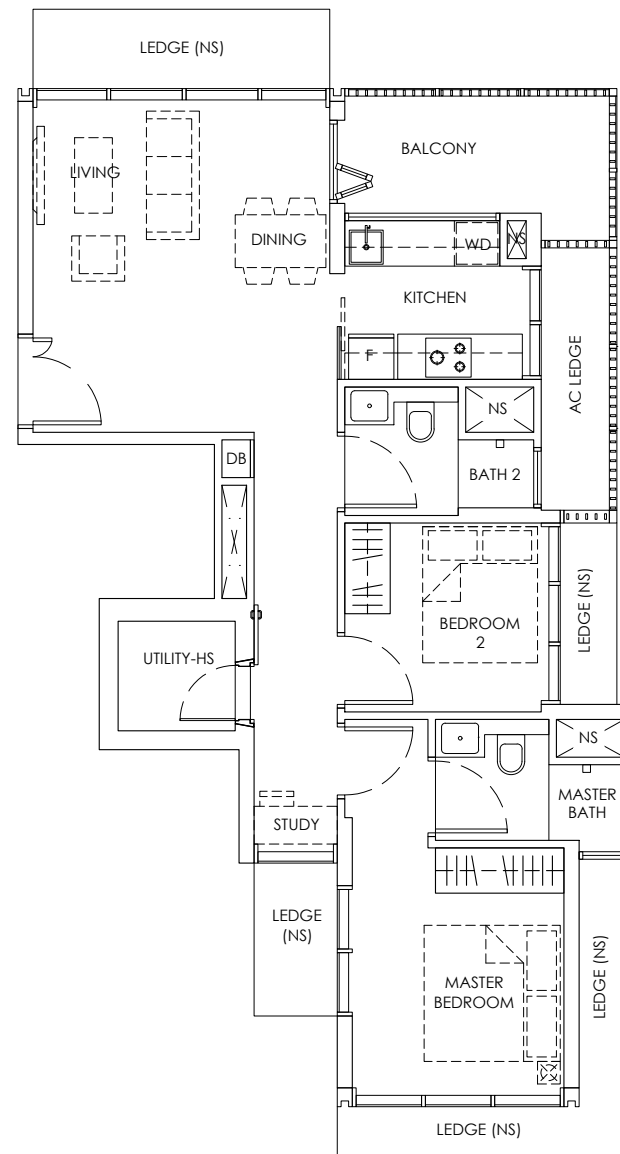 LEDGE (NS)
BALCONY
LIVING
DINING
WD
NS
KITCHEN
F
AC LEDGE
NS
DB
BATH 2
BEDROOM
2
LEDGE (NS)
UTILITY-HS
NS
MASTER
BATH
STUDY
LEDGE
(NS)
MASTER
BEDROOM
LEDGE (NS)
LEDGE (NS)